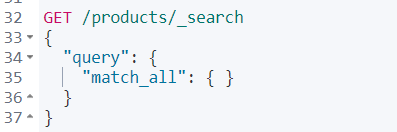 32 GET /products/_search
33 {
34 "query": {
35 "match_all": { }
36 }
37 }